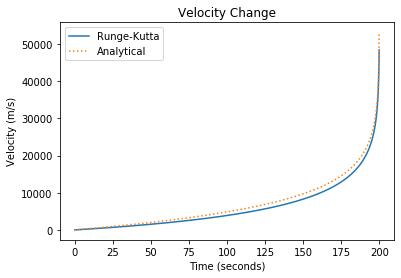 Velocity Change
Runge-Kutta
Analytical
Velocity (m/s)
50000
40000
30000
20000
10000
0
0 25 50 75 100 125 150 175 200
Time (seconds)